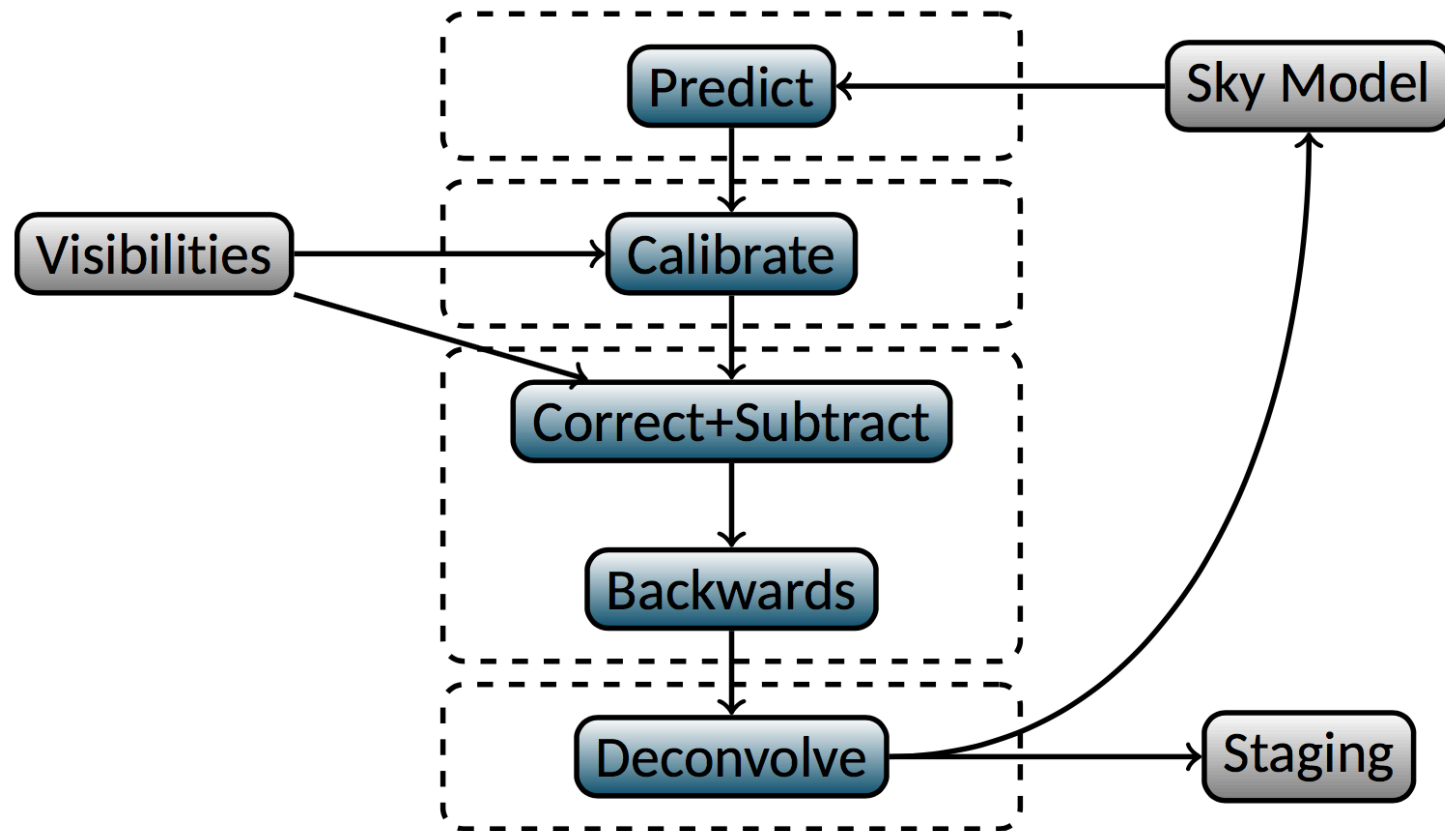 Predict
Sky Model
Visibilities
Calibrate
Correct+Subtract
Backwards
Deconvolve
Staging